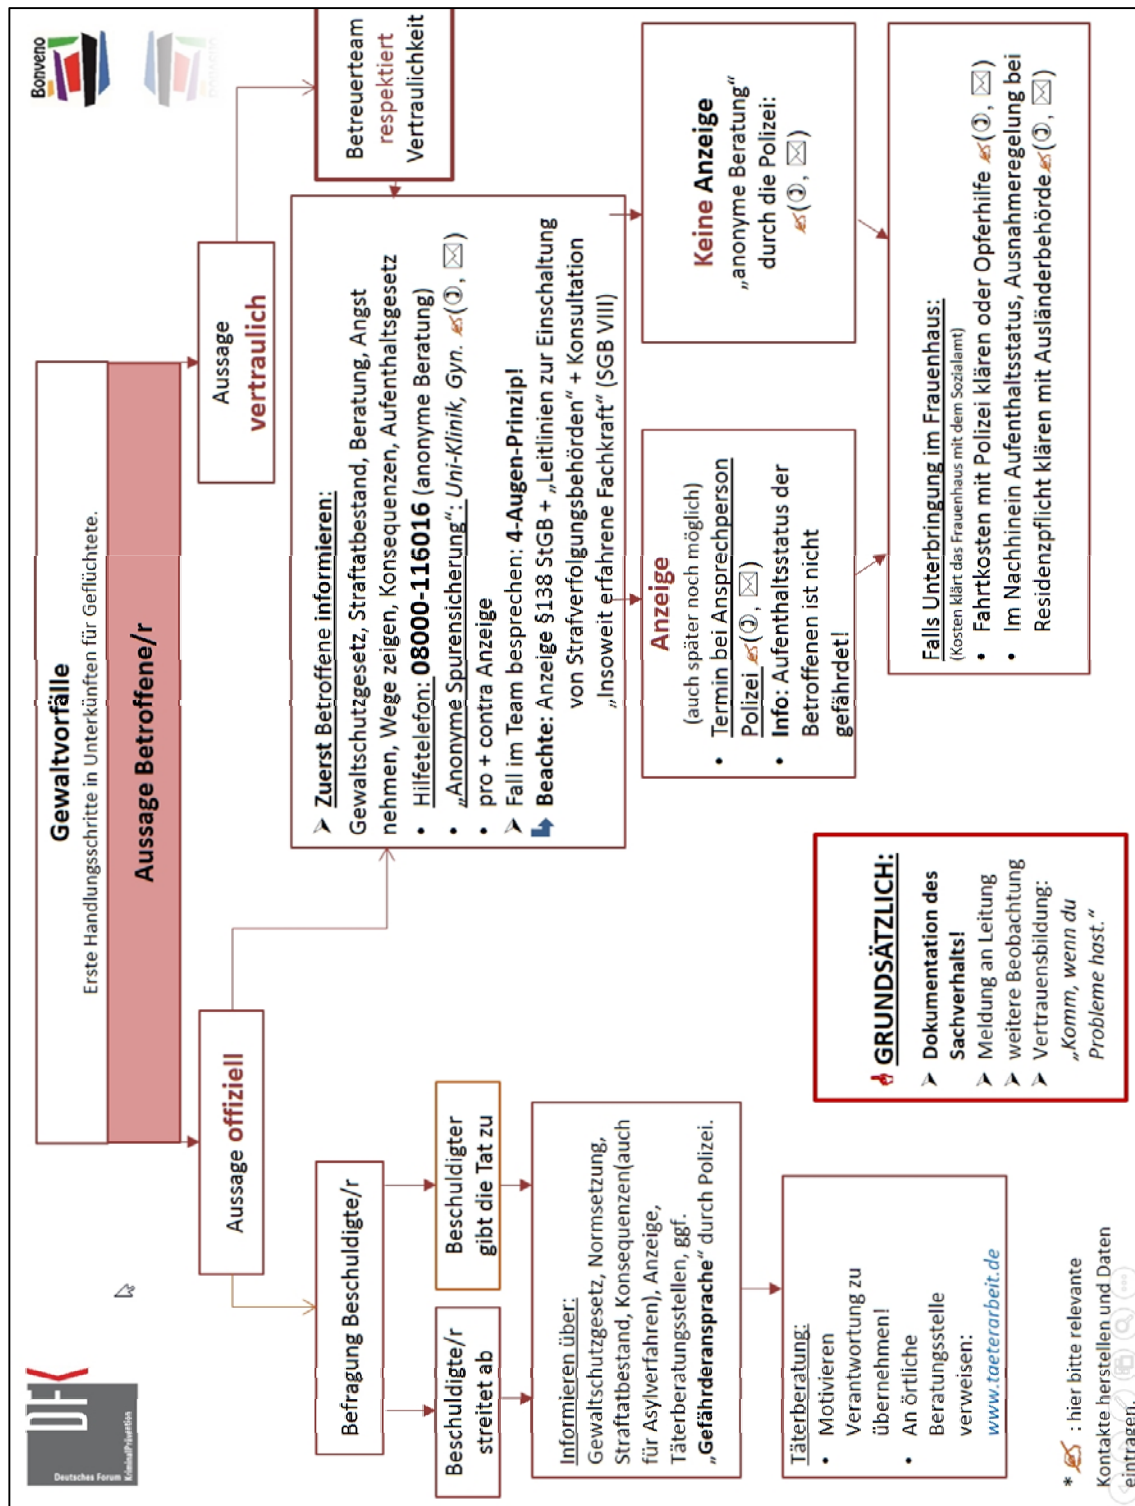 DFK
Deutsches Forum
KriminalPrävention
Bonveno
Gewaltvorfälle
Erste Handlungsschritte in Unterkünften für Geflüchtete.
Aussage Betroffene/r
Aussage offiziell
Aussage
vertraulich
Betreuerteam
respektiert
Vertraulichkeit
Befragung Beschuldigte/r
Beschuldigte/r
streitet ab
Beschuldigter
gibt die Tat zu
Informieren über:
Gewaltschutzgesetz, Normsetzung,
Straftatbestand, Konsequenzen(auch
für Asylverfahren), Anzeige,
Täterberatungsstellen, ggf.
„Gefährderansprache“ durch Polizei.
Täterberatung:
• Motivieren
Verantwortung zu
übernehmen!
• An örtliche
Beratungsstelle
verweisen:
www.taeterarbeit.de
➢ Zuerst Betroffene informieren:
Gewaltschutzgesetz, Straftatbestand, Beratung, Angst
nehmen, Wege zeigen, Konsequenzen, Aufenthaltsgesetz
• Hilfetelefon: 08000-116016 (anonyme Beratung)
• „Anonyme Spurensicherung“: Uni-Klinik, Gyn. ✍(✆, ✉)
• pro + contra Anzeige
➢ Fall im Team besprechen: 4-Augen-Prinzip!
Beachte: Anzeige §138 StGB + „Leitlinien zur Einschaltung
von Strafverfolgungsbehörden“ + Konsultation
„Insoweit erfahrene Fachkraft“ (SGB VIII)
Anzeige
(auch später noch möglich)
• Termin bei Ansprechperson
Polizei ✍(✆, ✉)
• Info: Aufenthaltsstatus der
Betroffenen ist nicht
gefährdet!
Keine Anzeige
„anonyme Beratung“
durch die Polizei:
✍(✆, ✉)
Falls Unterbringung im Frauenhaus:
(Kosten klärt das Frauenhaus mit dem Sozialamt)
• Fahrtkosten mit Polizei klären oder Opferhilfe ✍(✆, ✉)
• Im Nachhinein Aufenthaltsstatus, Ausnahmeregelung bei
Residenzpflicht klären mit Ausländerbehörde✍(✆, ✉)
GRUNDSÄTZLICH:
➢ Dokumentation des
Sachverhalts!
➢ Meldung an Leitung
➢ weitere Beobachtung
➢ Vertrauensbildung:
„Komm, wenn du
Probleme hast.“
* ✍ : hier bitte relevante
Kontakte herstellen und Daten
eintragen.